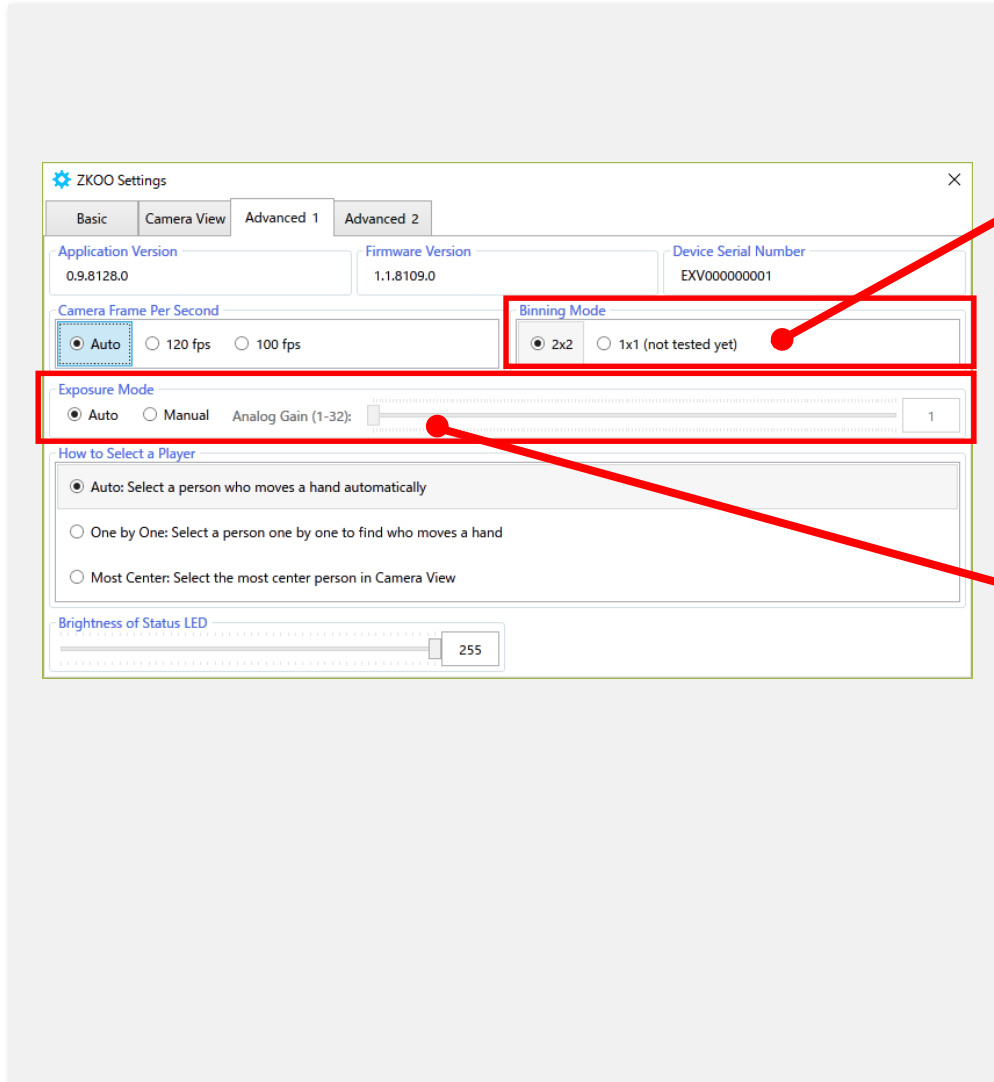 ZKOO Settings
Basic Camera View Advanced 1 Advanced 2
Application Version Firmware Version Device Serial Number
0.9.8128.0 1.1.8109.0 EXV000000001
Camera Frame Per Second Binning Mode
Auto 120 fps 100 fps 2x2 1x1 (not tested yet)
Exposure Mode
Auto Manual Analog Gain (1-32): 1
How to Select a Player
Auto: Select a person who moves a hand automatically
One by One: Select a person one by one to find who moves a hand
Most Center: Select the most center person in Camera View
Brightness of Status LED
255